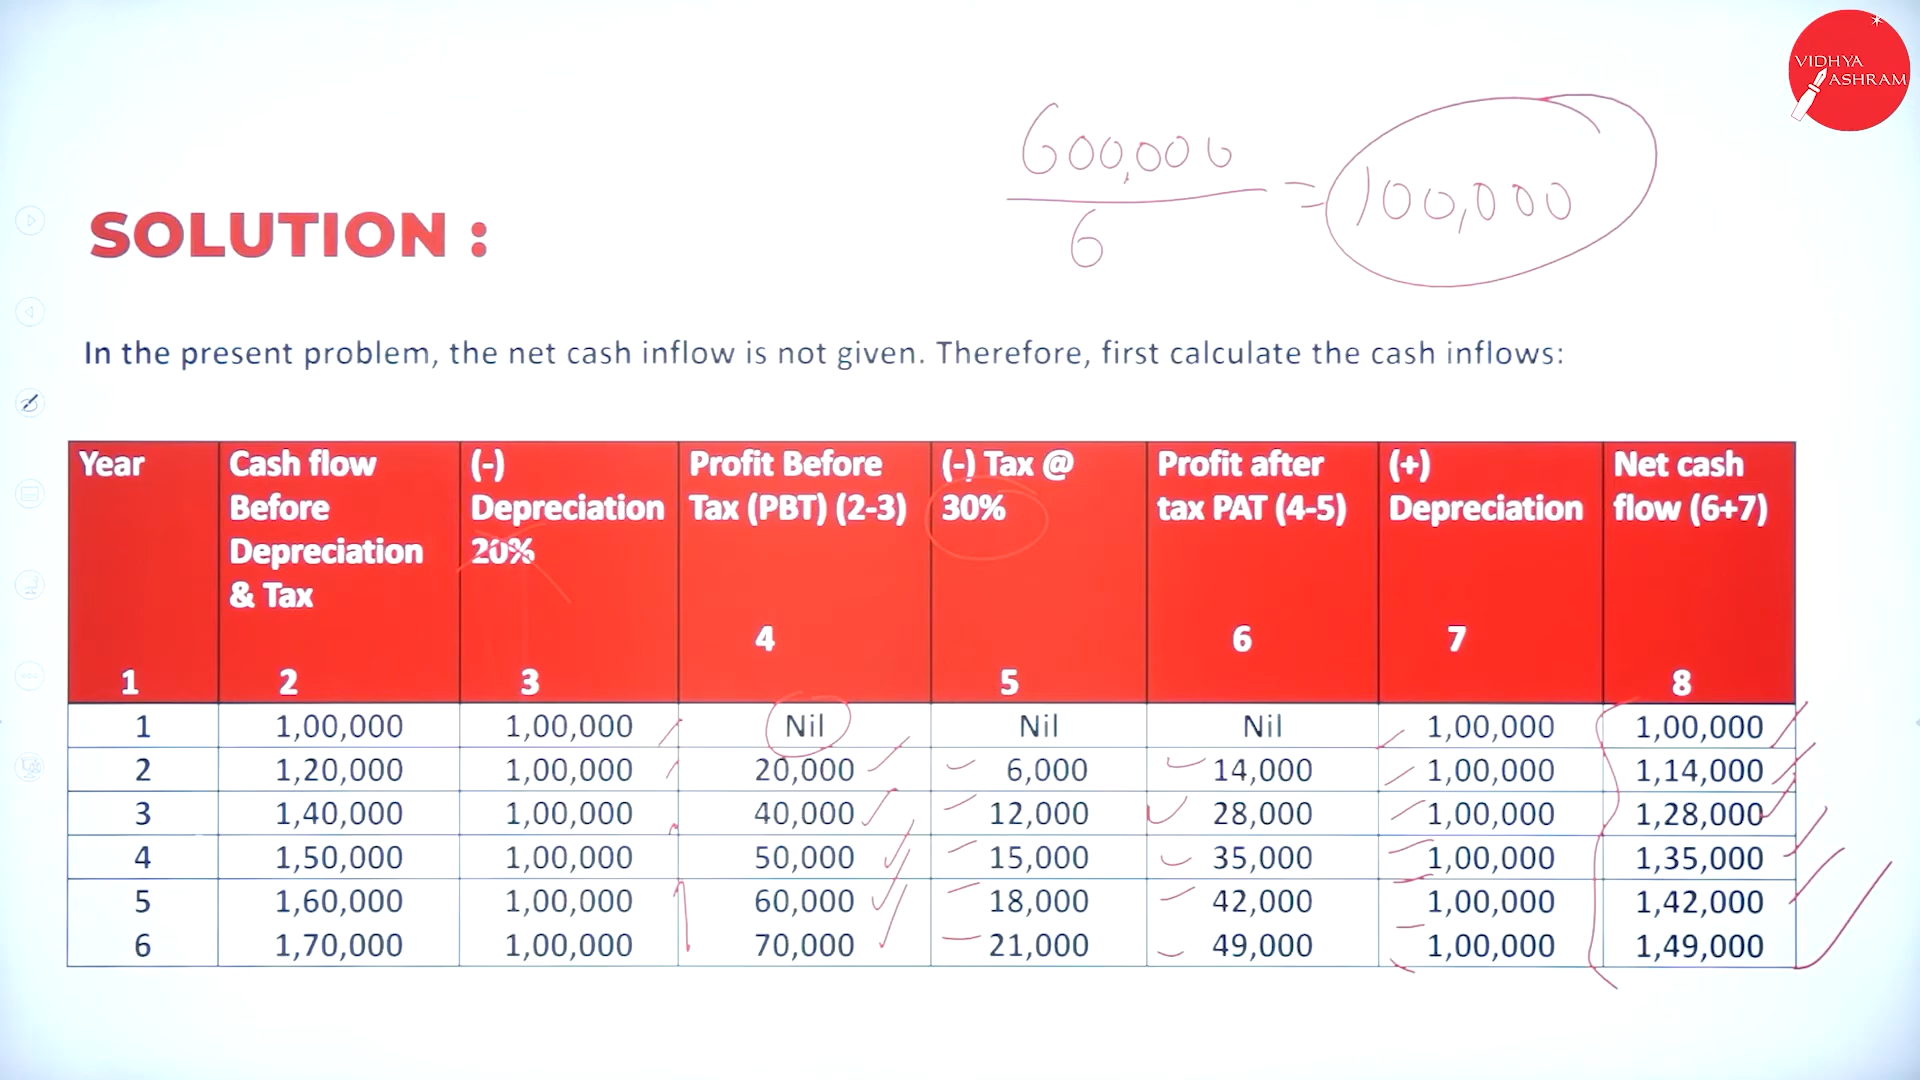 VIDHYA
ASHRAM
600,000
6
= 100,000
SOLUTION :
In the present problem, the net cash inflow is not given. Therefore, first calculate the cash inflows:
Year 1 | Cash flow Before Depreciation & Tax 2 | (-) Depreciation 20% 3 | Profit Before Tax (PBT) (2-3) 4 | (-) Tax @ 30% 5 | Profit after tax PAT (4-5) 6 | (+) Depreciation 7 | Net cash flow (6+7) 8
1 | 1,00,000 | 1,00,000 | Nil | Nil | Nil | 1,00,000 | 1,00,000
2 | 1,20,000 | 1,00,000 | 20,000 | 6,000 | 14,000 | 1,00,000 | 1,14,000
3 | 1,40,000 | 1,00,000 | 40,000 | 12,000 | 28,000 | 1,00,000 | 1,28,000
4 | 1,50,000 | 1,00,000 | 50,000 | 15,000 | 35,000 | 1,00,000 | 1,35,000
5 | 1,60,000 | 1,00,000 | 60,000 | 18,000 | 42,000 | 1,00,000 | 1,42,000
6 | 1,70,000 | 1,00,000 | 70,000 | 21,000 | 49,000 | 1,00,000 | 1,49,000